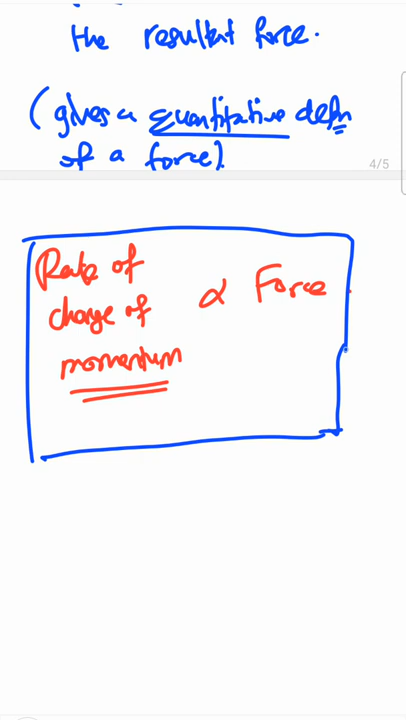 the resultant force.
(gives a quantitative defn
of a force).
4/5
Rate of
change of
momentum
α Force